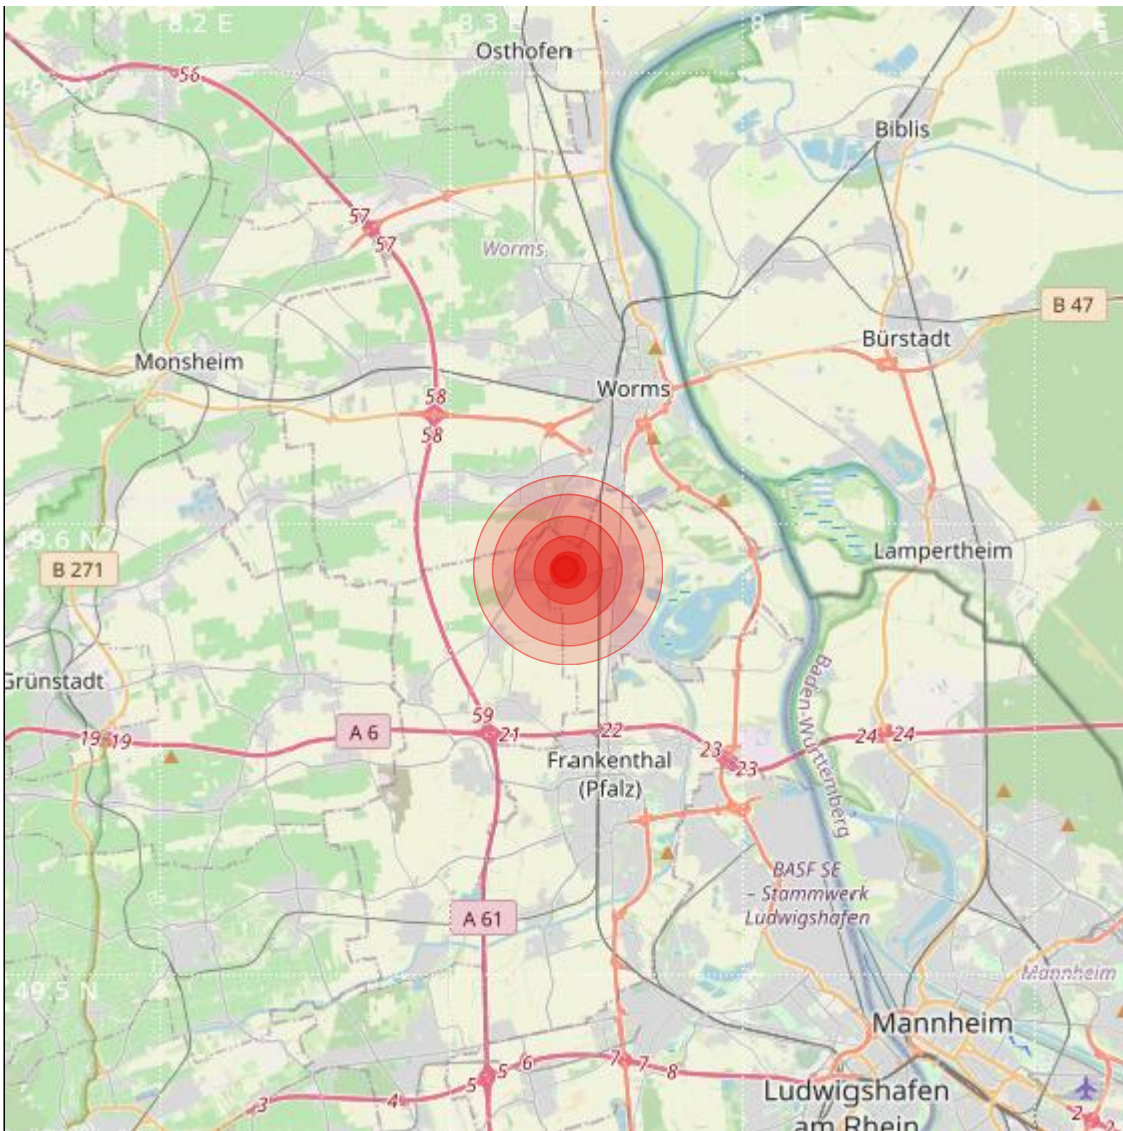 8.2 E
8.3 E
8.4 E
8.5 E
Osthofen
56
Biblis
57
57
Worms
B 47
Bürstadt
Monsheim
58
Worms
58
49.6 N
Lampertheim
B 271
Grünstadt
Baden-Württemberg
59
21
22
A 6
19
19
23
23
24
24
Frankenthal
(Pfalz)
BASF SE
– Stammwerk
Ludwigshafen
A 61
Mannheim
49.5 N
Mannheim
5
5
6
7
7
8
3
4
Ludwigshafen
am Rhein
2